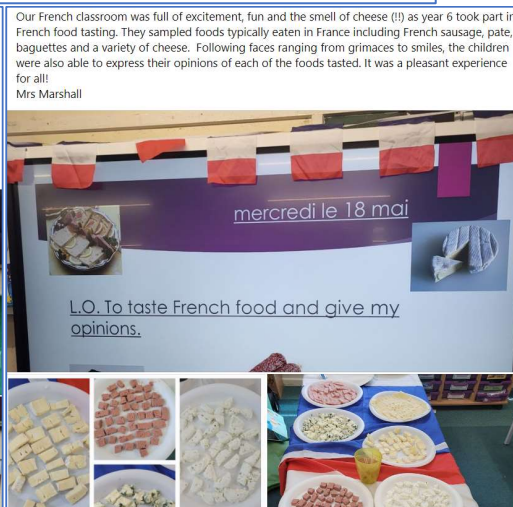 Our French classroom was full of excitement, fun and the smell of cheese (!!) as year 6 took part in
French food tasting. They sampled foods typically eaten in France including French sausage, pate,
baguettes and a variety of cheese.  Following faces ranging from grimaces to smiles, the children
were also able to express their opinions of each of the foods tasted. It was a pleasant experience
for all!
Mrs Marshall
mercredi le 18 mai
L.O. To taste French food and give my
opinions.